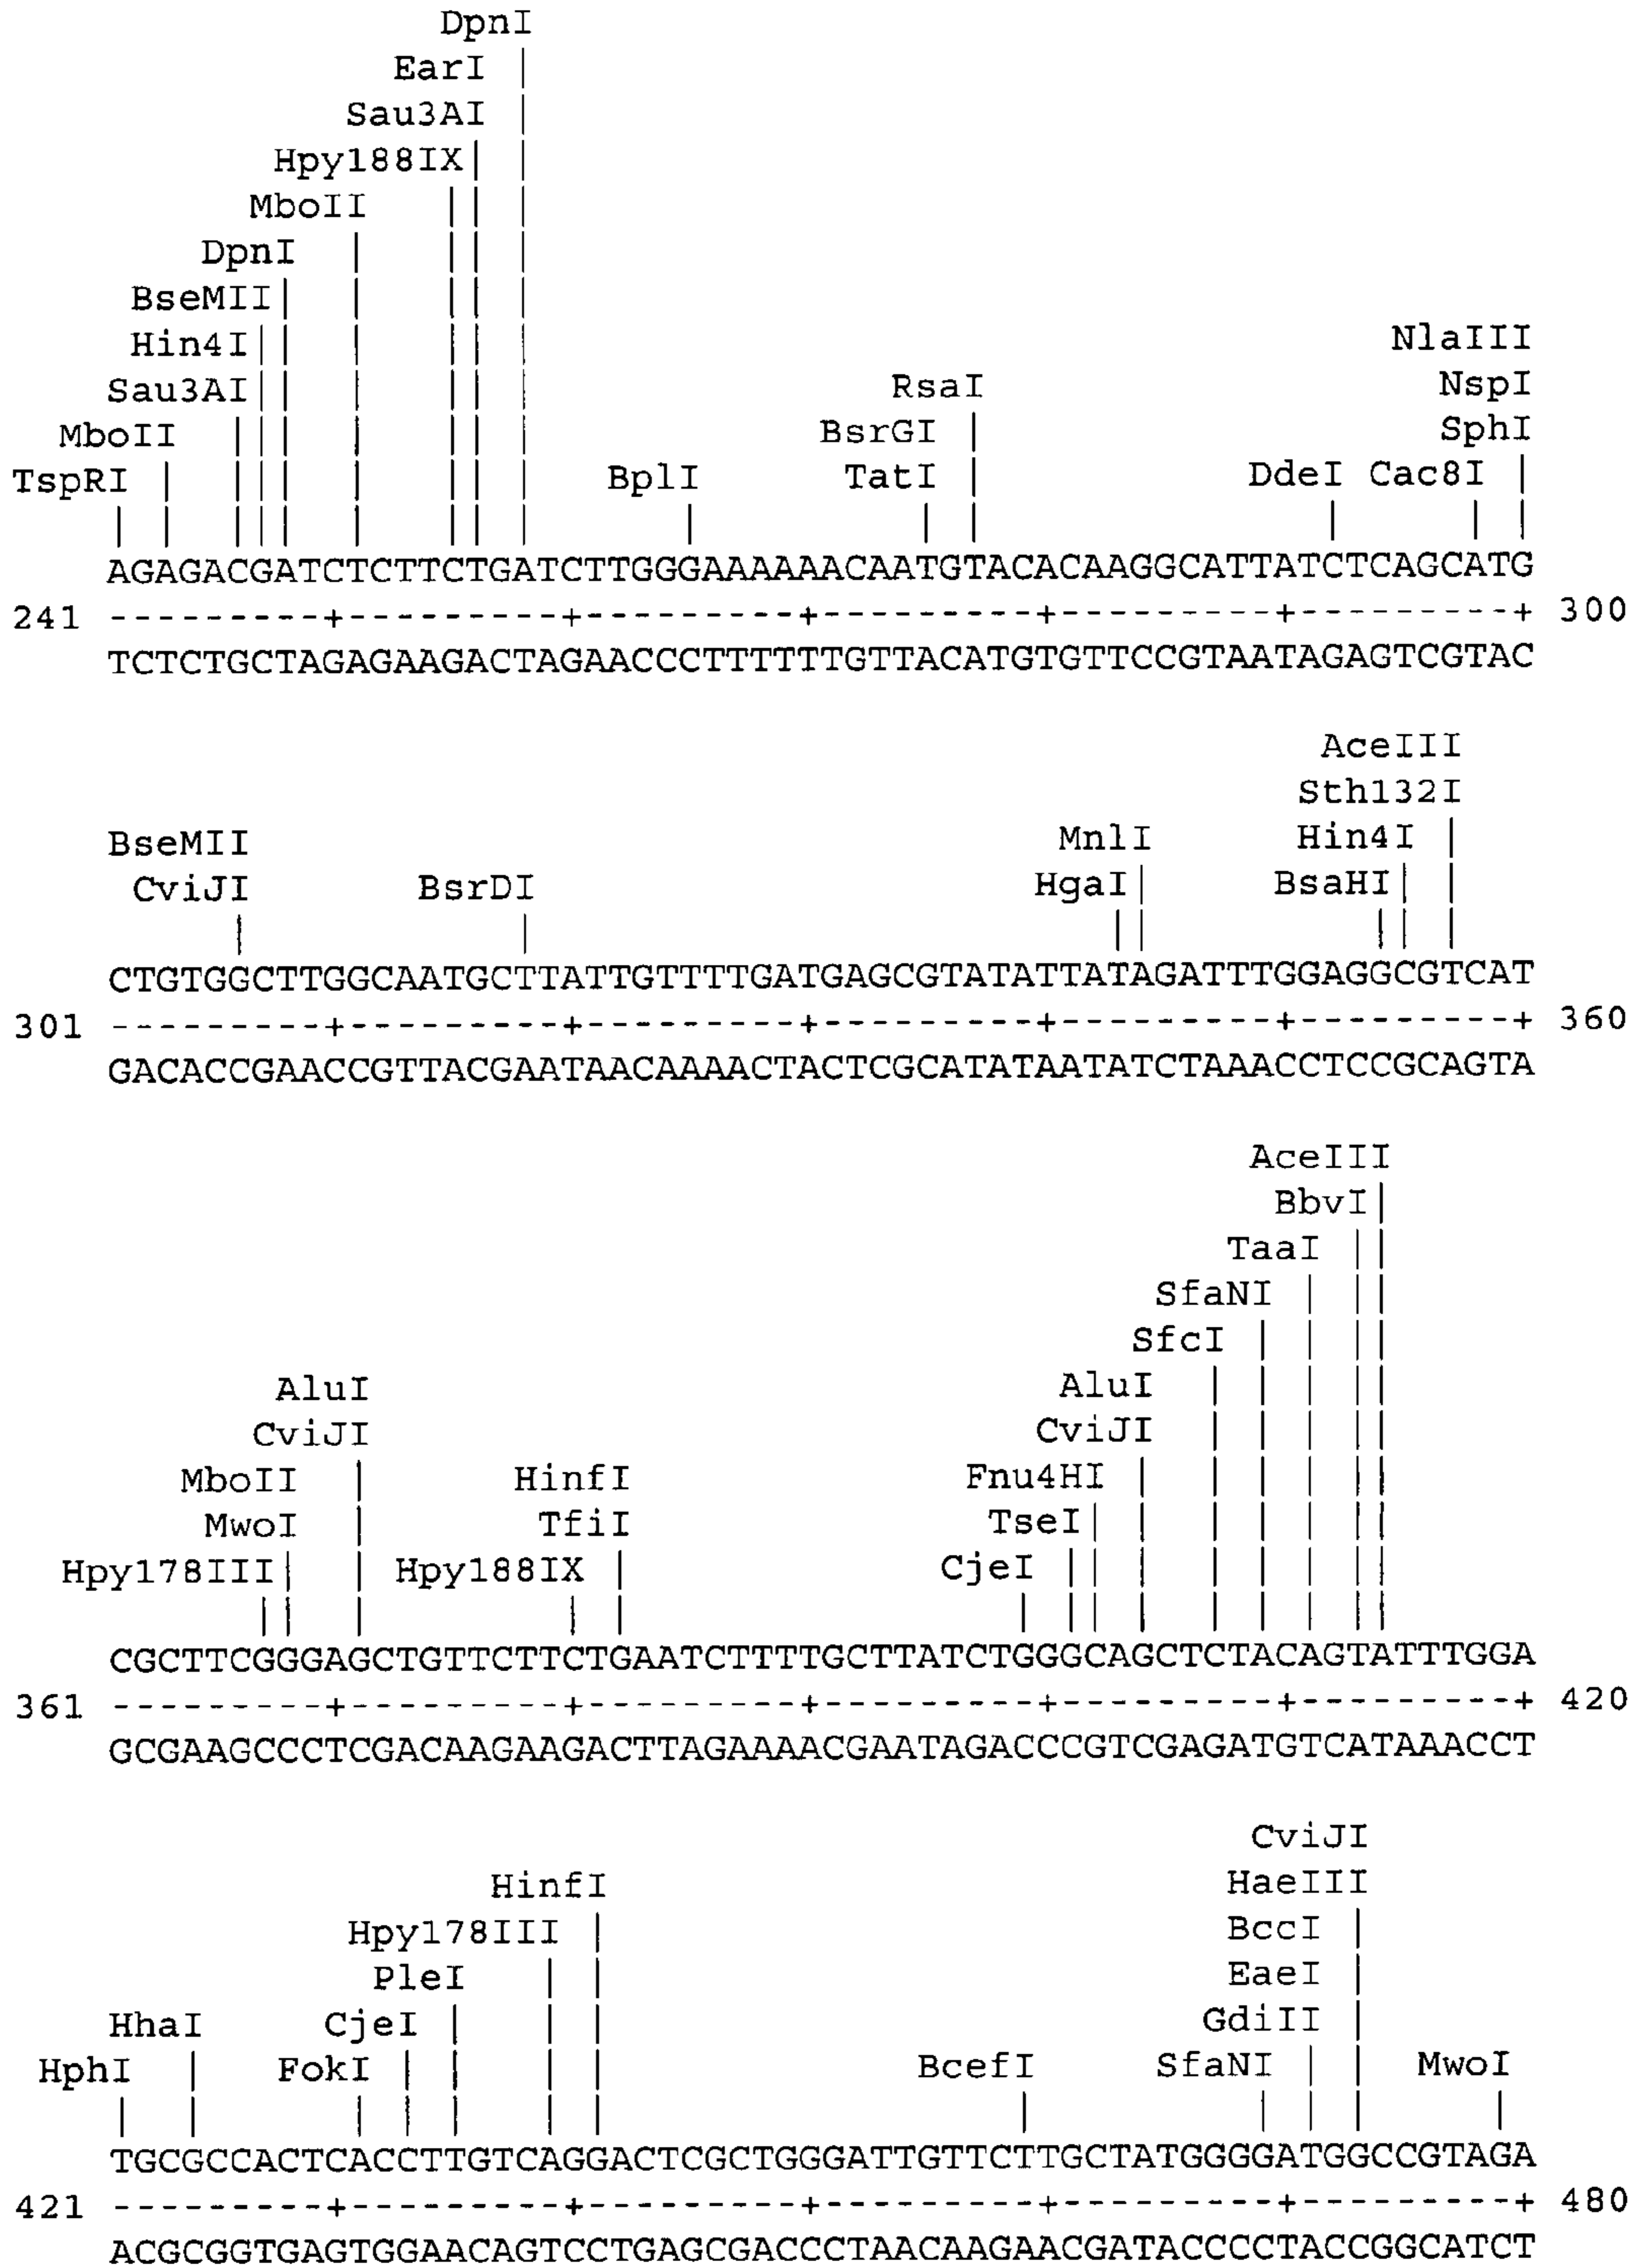 DpnI
EarI
Sau3AI
Hpy188IX
MboII
DpnI
BseMII
Hin4I NlaIII
Sau3AI RsaI NspI
MboII BsrGI SphI
TspRI BplI TatI DdeI Cac8I
AGAGACGATCTCTTCTGATCTTGGGAAAAAACAATGTACACAAGGCATTATCTCAGCATG
241 ---------+---------+---------+---------+---------+---------+ 300
TCTCTGCTAGAGAAGACTAGAACCCTTTTTTGTTACATGTGTTCCGTAATAGAGTCGTAC
AceIII
Sth132I
BseMII MnlI Hin4I
CviJI BsrDI HgaI BsaHI
CTGTGGCTTGGCAATGCTTATTGTTTTGATGAGCGTATATTATAGATTTGGAGGCGTCAT
301 ---------+---------+---------+---------+---------+---------+ 360
GACACCGAACCGTTACGAATAACAAAACTACTCGCATATAATATCTAAACCTCCGCAGTA
AceIII
BbvI
TaaI
SfaNI
SfcI
AluI AluI
CviJI CviJI
MboII HinfI Fnu4HI
MwoI TfiI TseI
Hpy178III Hpy188IX CjeI
CGCTTCGGGAGCTGTTCTTCTGAATCTTTTGCTTATCTGGGCAGCTCTACAGTATTTGGA
361 ---------+---------+---------+---------+---------+---------+ 420
GCGAAGCCCTCGACAAGAAGACTTAGAAAACGAATAGACCCGTCGAGATGTCATAAACCT
CviJI
HinfI HaeIII
Hpy178III BccI
PleI EaeI
HhaI CjeI GdiII
HphI FokI BcefI SfaNI MwoI
TGCGCCACTCACCTTGTCAGGACTCGCTGGGATTGTTCTTGCTATGGGGATGGCCGTAGA
421 ---------+---------+---------+---------+---------+---------+ 480
ACGCGGTGAGTGGAACAGTCCTGAGCGACCCTAACAAGAACGATACCCCTACCGGCATCT